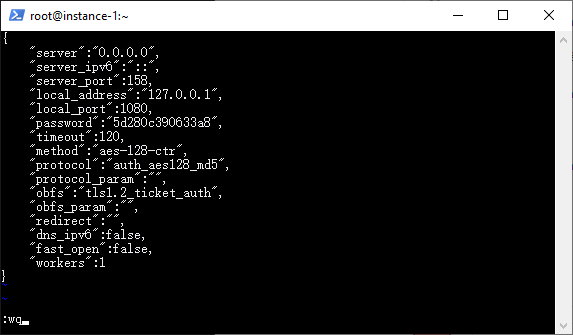 root@instance-1:~
{
"server":"0.0.0.0",
"server_ipv6":"::",
"server_port":158,
"local_address":"127.0.0.1",
"local_port":1080,
"password":"5d280c390633a8",
"timeout":120,
"method":"aes-128-ctr",
"protocol":"auth_aes128_md5",
"protocol_param":"",
"obfs":"tls1.2_ticket_auth",
"obfs_param":"",
"redirect":"",
"dns_ipv6":false,
"fast_open":false,
"workers":1
}
~
~
:wq